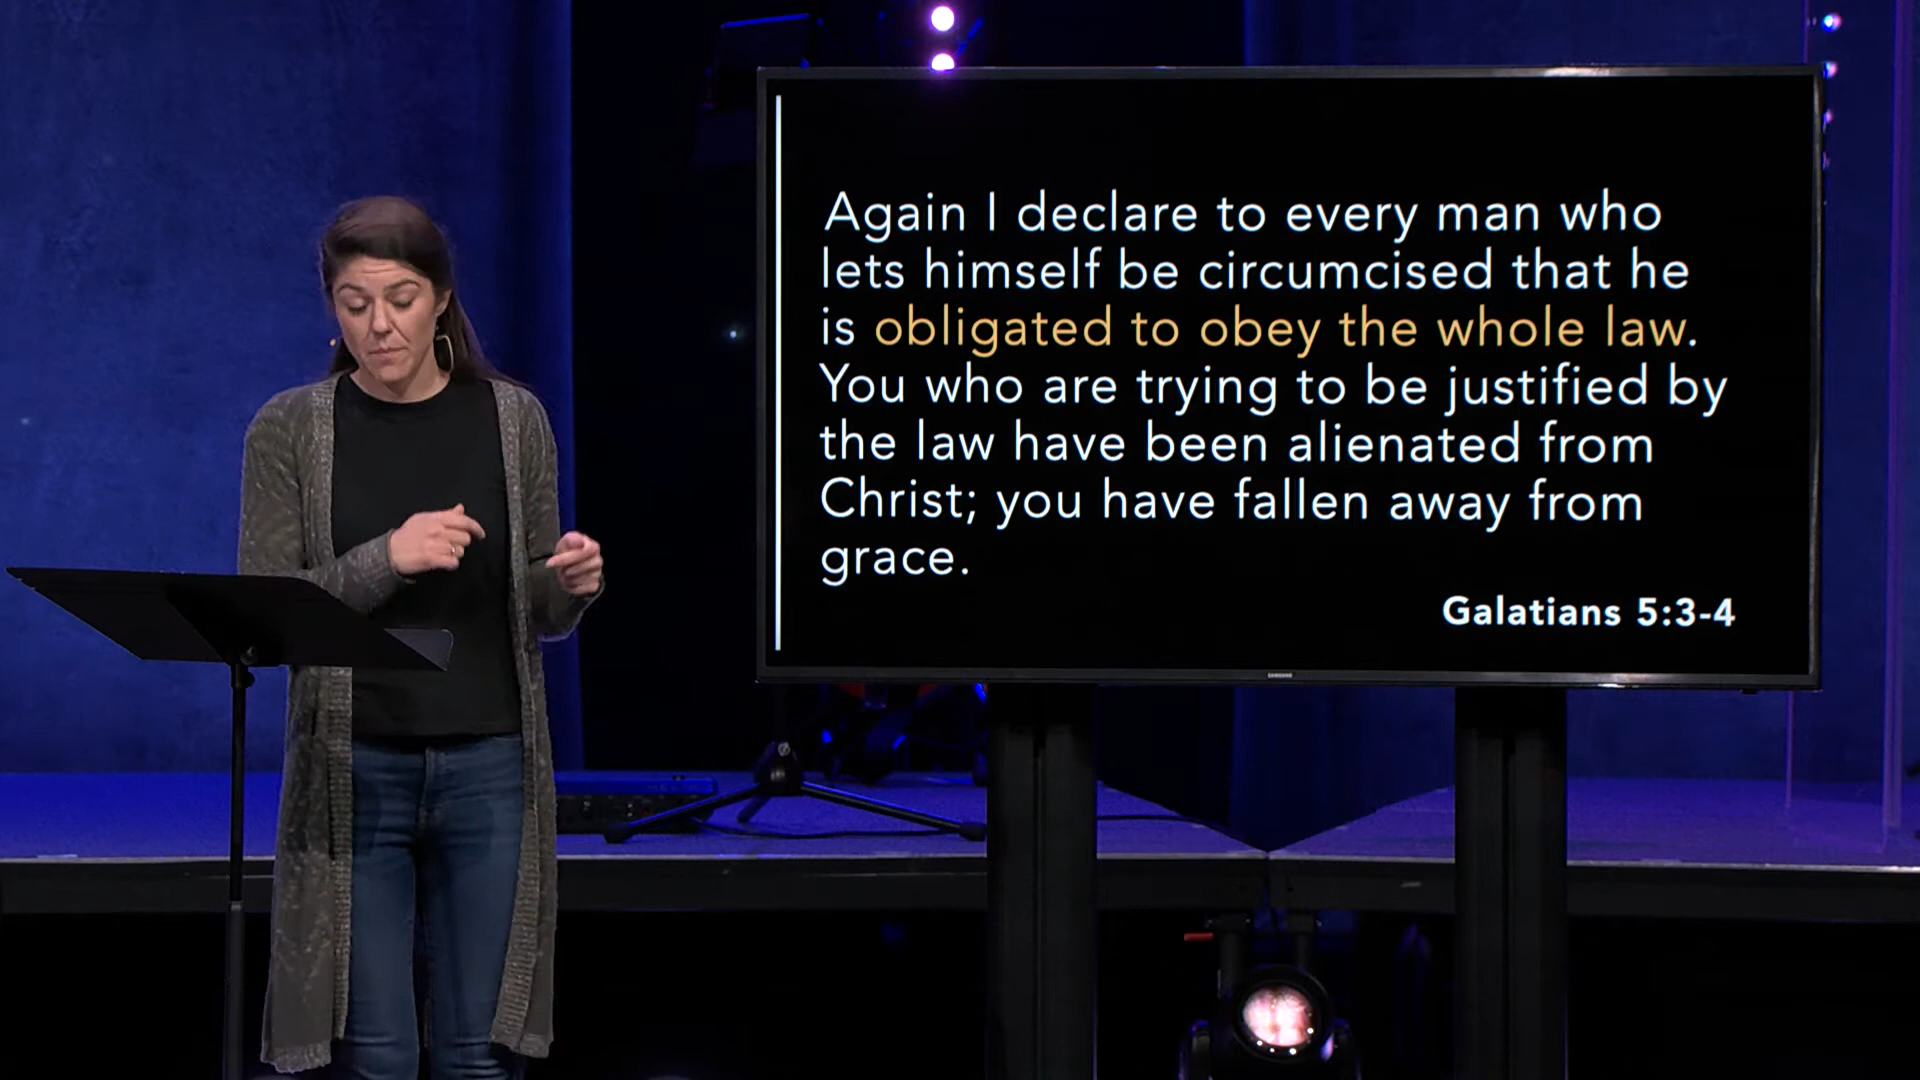 Again I declare to every man who
lets himself be circumcised that he
is obligated to obey the whole law.
You who are trying to be justified by
the law have been alienated from
Christ; you have fallen away from
grace.
Galatians 5:3-4
SAMSUNG